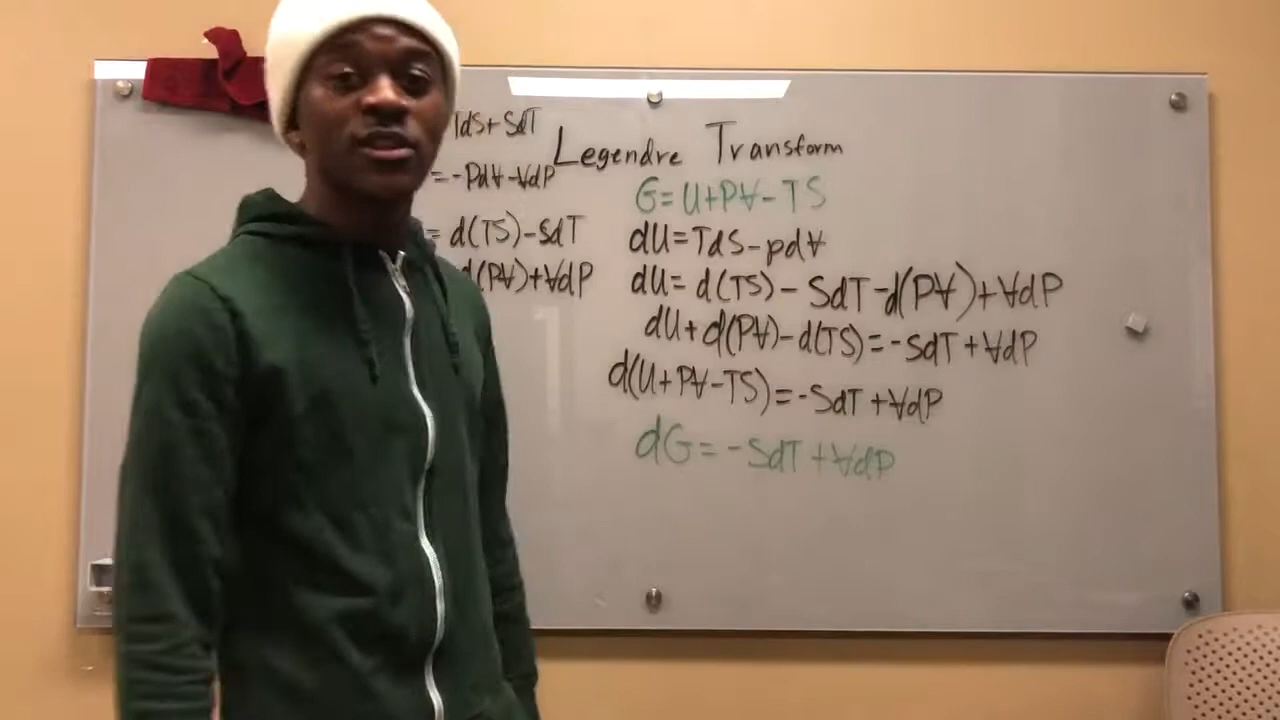 TdS+SdT
=-Pd∀-∀dP
= d(TS)-SdT
d(P∀)+∀dP
Legendre Transform
G=U+P∀-TS
dU=TdS-pd∀
dU= d(TS)-SdT-d(P∀)+∀dP
dU+d(P∀)-d(TS)=-SdT+∀dP
d(U+P∀-TS)=-SdT+∀dP
dG=-SdT+∀dP